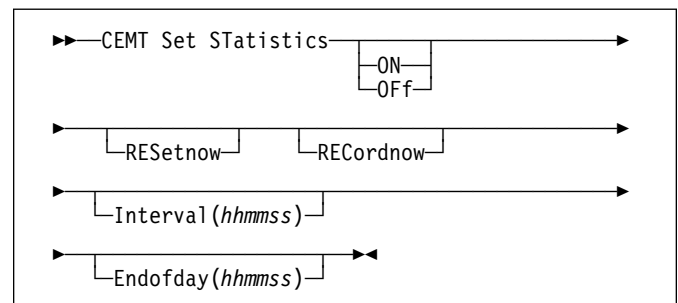 CEMT Set STatistics
ON
OFf
RESetnow RECordnow
Interval(hhmmss)
Endofday(hhmmss)